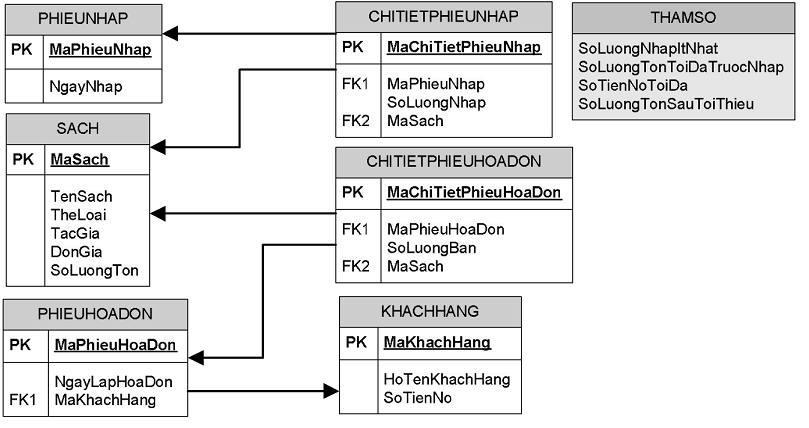 PHIEUNHAP
PK MaPhieuNhap
NgayNhap
CHITIETPHIEUNHAP
PK MaChiTietPhieuNhap
FK1 MaPhieuNhap
SoLuongNhap
FK2 MaSach
THAMSO
SoLuongNhapItNhat
SoLuongTonToiDaTruocNhap
SoTienNoToiDa
SoLuongTonSauToiThieu
SACH
PK MaSach
TenSach
TheLoai
TacGia
DonGia
SoLuongTon
CHITIETPHIEUHOADON
PK MaChiTietPhieuHoaDon
FK1 MaPhieuHoaDon
SoLuongBan
FK2 MaSach
PHIEUHOADON
PK MaPhieuHoaDon
NgayLapHoaDon
FK1 MaKhachHang
KHACHHANG
PK MaKhachHang
HoTenKhachHang
SoTienNo